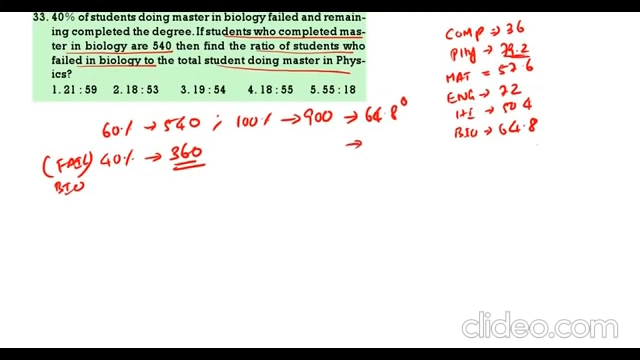 33. 40% of students doing master in biology failed and remain-
ing completed the degree. If students who completed mas-
ter in biology are 540 then find the ratio of students who
failed in biology to the total student doing master in Phys-
ics?
1. 21 : 59 2. 18 : 53 3. 19 : 54 4. 18 : 55 5. 55 : 18
COMP → 36
PHY → 79.2
MAT = 57.6
ENG → 72
HI → 50.4
BIO → 64.8
60% → 540 ; 100% → 900 → 64.8°
(FAIL) 40% → 360 →
BIO
clideo.com